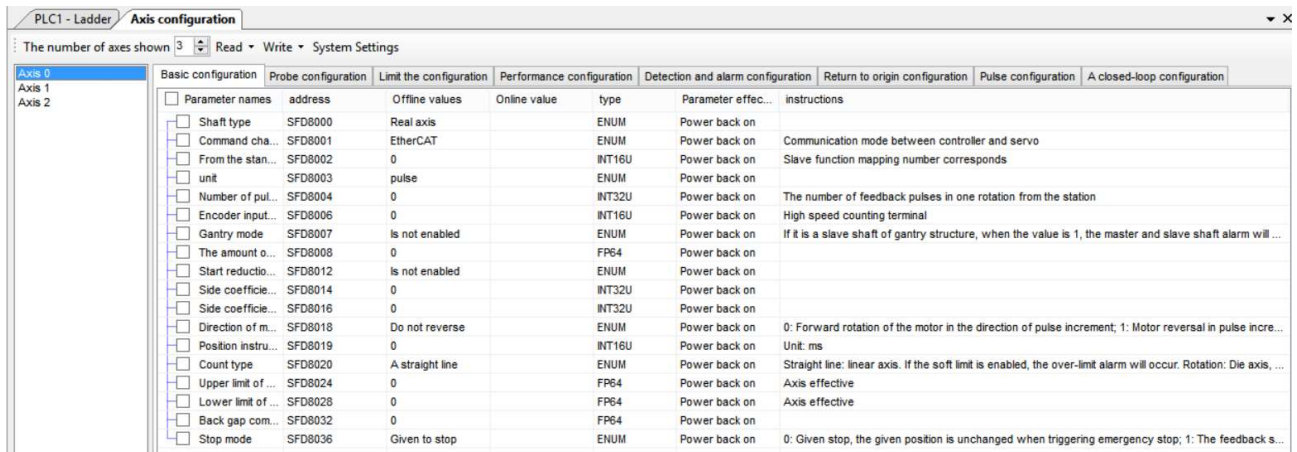 PLC1 - Ladder Axis configuration
The number of axes shown 3 Read Write System Settings
Axis 0
Axis 1
Axis 2
Basic configuration Probe configuration Limit the configuration Performance configuration Detection and alarm configuration Return to origin configuration Pulse configuration A closed-loop configuration
Parameter names address Offline values Online value type Parameter effec... instructions
Shaft type SFD8000 Real axis ENUM Power back on
Command cha... SFD8001 EtherCAT ENUM Power back on Communication mode between controller and servo
From the stan... SFD8002 0 INT16U Power back on Slave function mapping number corresponds
unit SFD8003 pulse ENUM Power back on
Number of pul... SFD8004 0 INT32U Power back on The number of feedback pulses in one rotation from the station
Encoder input... SFD8006 0 INT16U Power back on High speed counting terminal
Gantry mode SFD8007 Is not enabled ENUM Power back on If it is a slave shaft of gantry structure, when the value is 1, the master and slave shaft alarm will ...
The amount o... SFD8008 0 FP64 Power back on
Start reductio... SFD8012 Is not enabled ENUM Power back on
Side coefficie... SFD8014 0 INT32U Power back on
Side coefficie... SFD8016 0 INT32U Power back on
Direction of m... SFD8018 Do not reverse ENUM Power back on 0: Forward rotation of the motor in the direction of pulse increment; 1: Motor reversal in pulse incre...
Position instru... SFD8019 0 INT16U Power back on Unit: ms
Count type SFD8020 A straight line ENUM Power back on Straight line: linear axis. If the soft limit is enabled, the over-limit alarm will occur. Rotation: Die axis, ...
Upper limit of ... SFD8024 0 FP64 Power back on Axis effective
Lower limit of ... SFD8028 0 FP64 Power back on Axis effective
Back gap com... SFD8032 0 FP64 Power back on
Stop mode SFD8036 Given to stop ENUM Power back on 0: Given stop, the given position is unchanged when triggering emergency stop; 1: The feedback s...